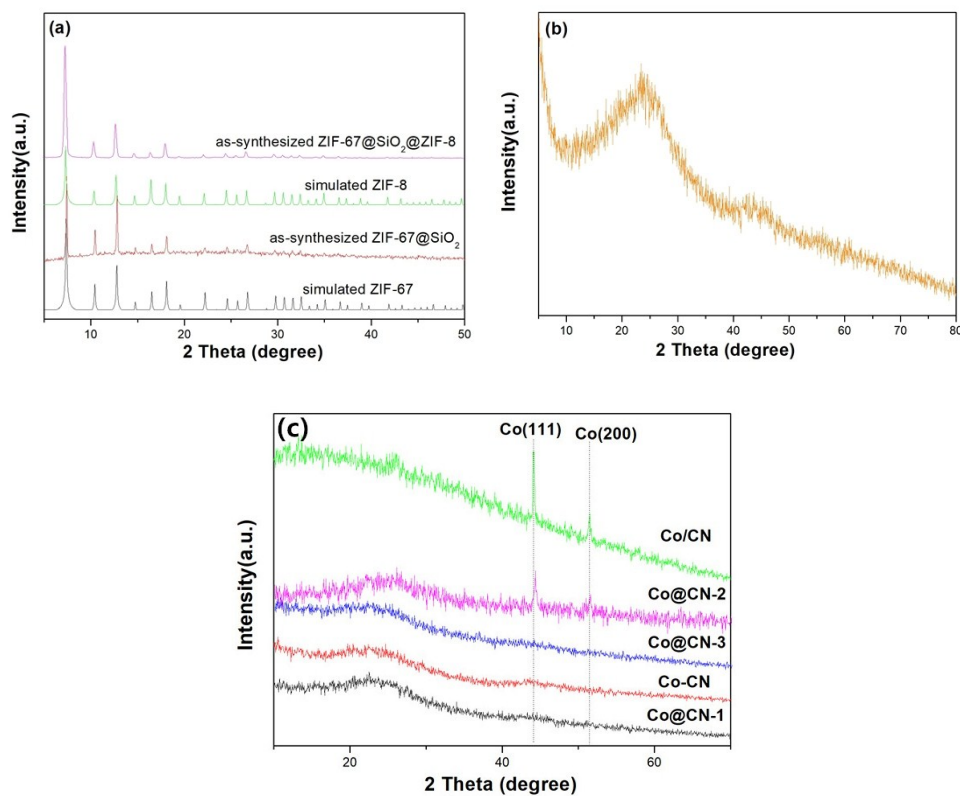 (a)
Intensity(a.u.)
as-synthesized ZIF-67@SiO₂@ZIF-8
simulated ZIF-8
as-synthesized ZIF-67@SiO₂
simulated ZIF-67
10 20 30 40 50
2 Theta (degree)
(b)
Intensity(a.u.)
10 20 30 40 50 60 70 80
2 Theta (degree)
(c)
Co(111)
Co(200)
Intensity(a.u.)
Co/CN
Co@CN-2
Co@CN-3
Co-CN
Co@CN-1
20 40 60
2 Theta (degree)